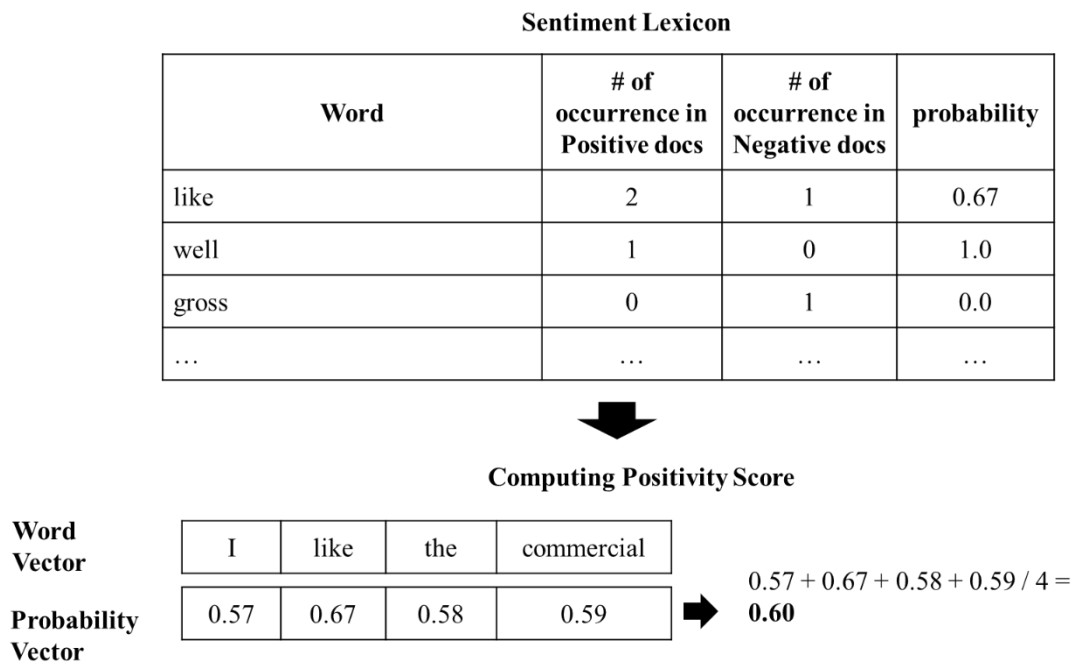 Sentiment Lexicon
Word
# of
occurrence in
Positive docs
# of
occurrence in
Negative docs
probability
like 2 1 0.67
well 1 0 1.0
gross 0 1 0.0
… … … …
Computing Positivity Score
Word
Vector
I like the commercial
Probability
Vector
0.57 0.67 0.58 0.59
0.57 + 0.67 + 0.58 + 0.59 / 4 =
0.60